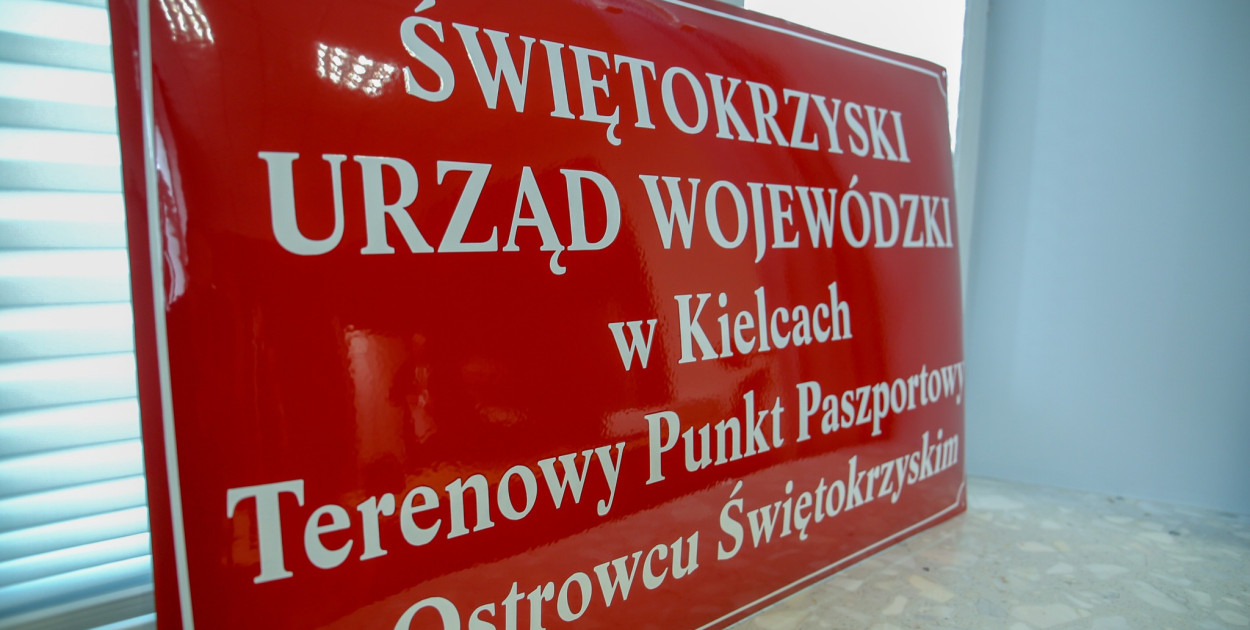 ŚWIĘTOKRZYSKI
URZĄD WOJEWÓDZKI
w Kielcach
Terenowy Punkt Paszportowy
Ostrowcu Świętokrzyskim